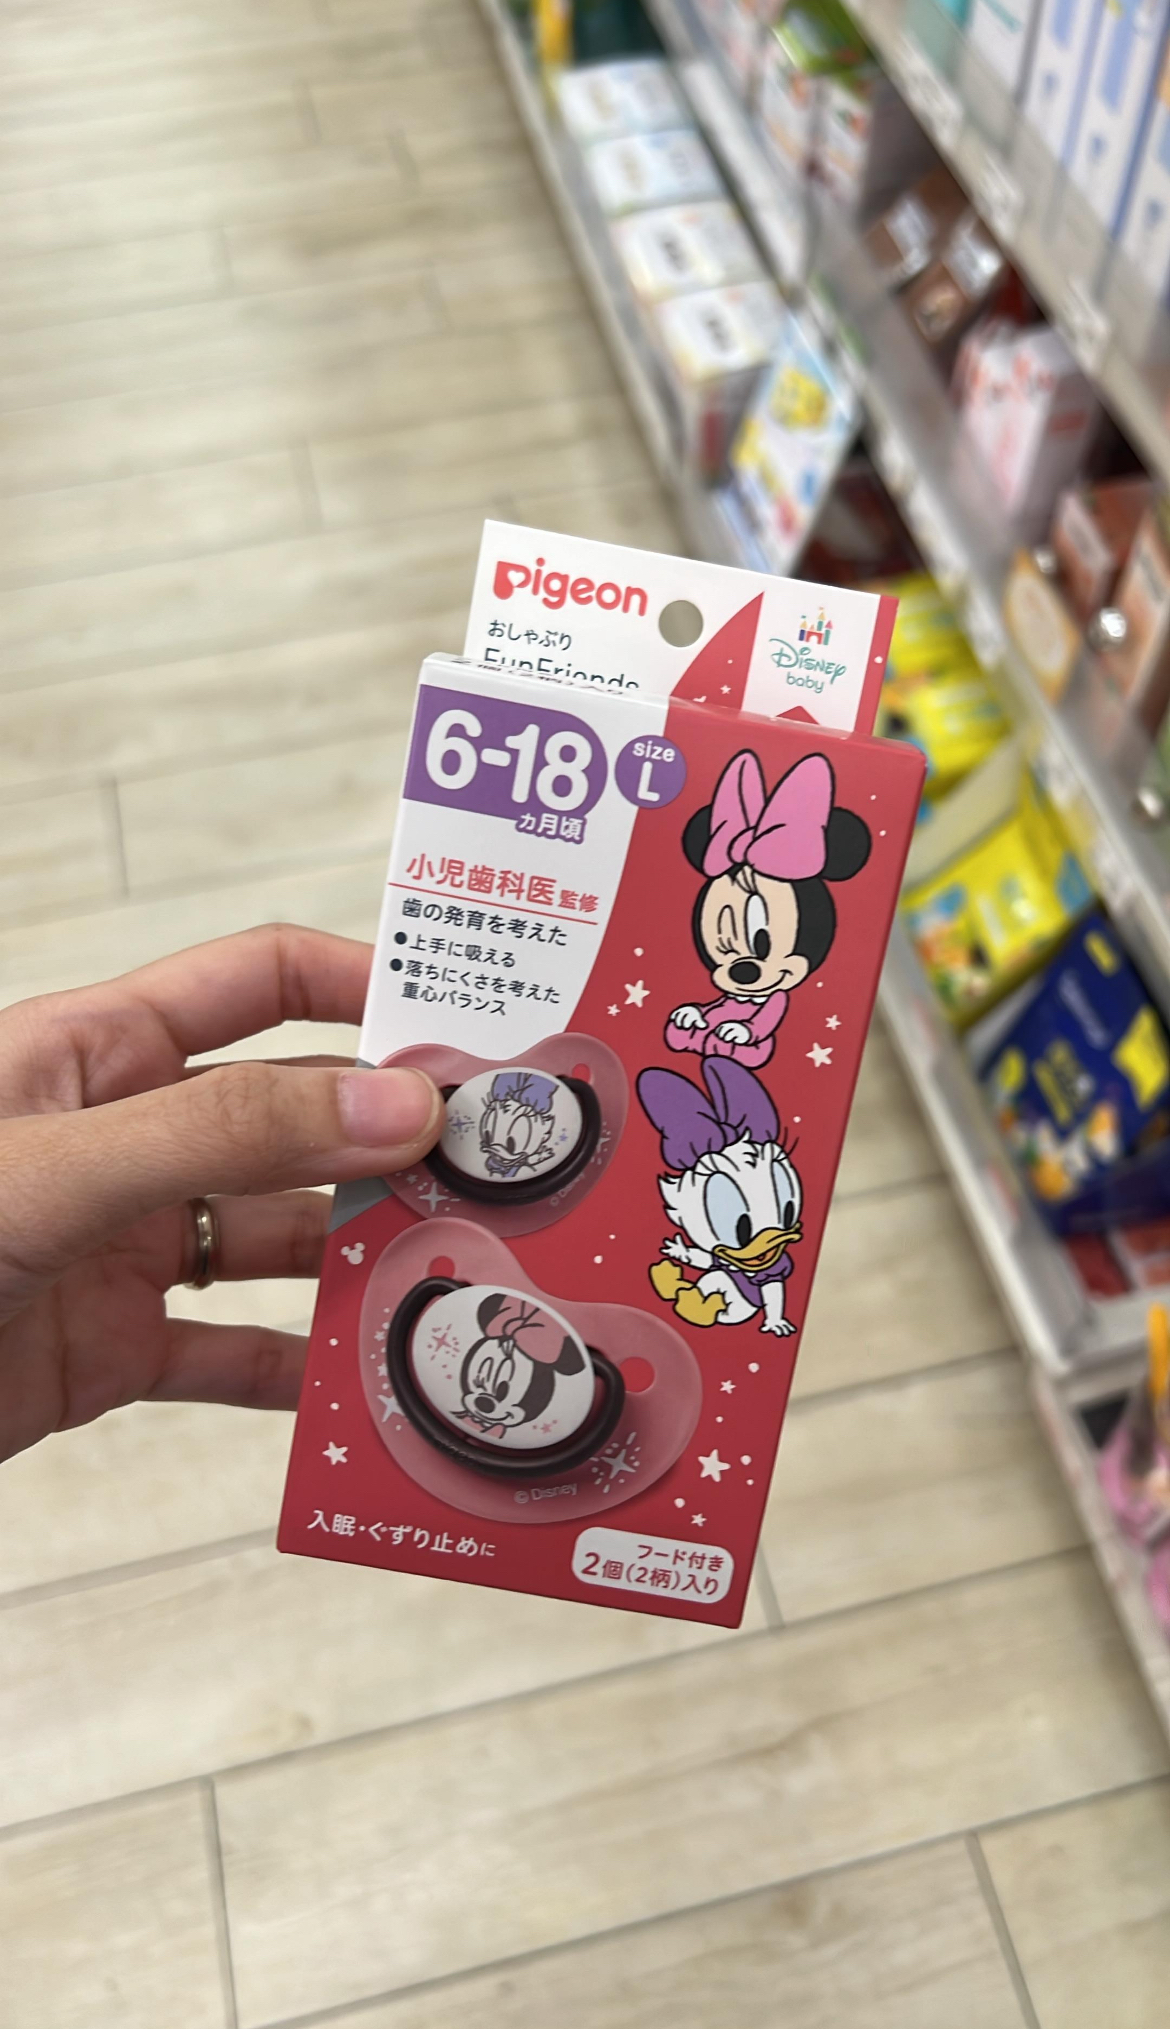 Pigeon
おしゃぶり
FunFriends
Disney
baby
6-18
カ月頃
size
L
小児歯科医監修
歯の発育を考えた
●上手に吸える
●落ちにくさを考えた
重心バランス
© Disney
© Disney
入眠・ぐずり止めに
フード付き
2個(2柄)入り